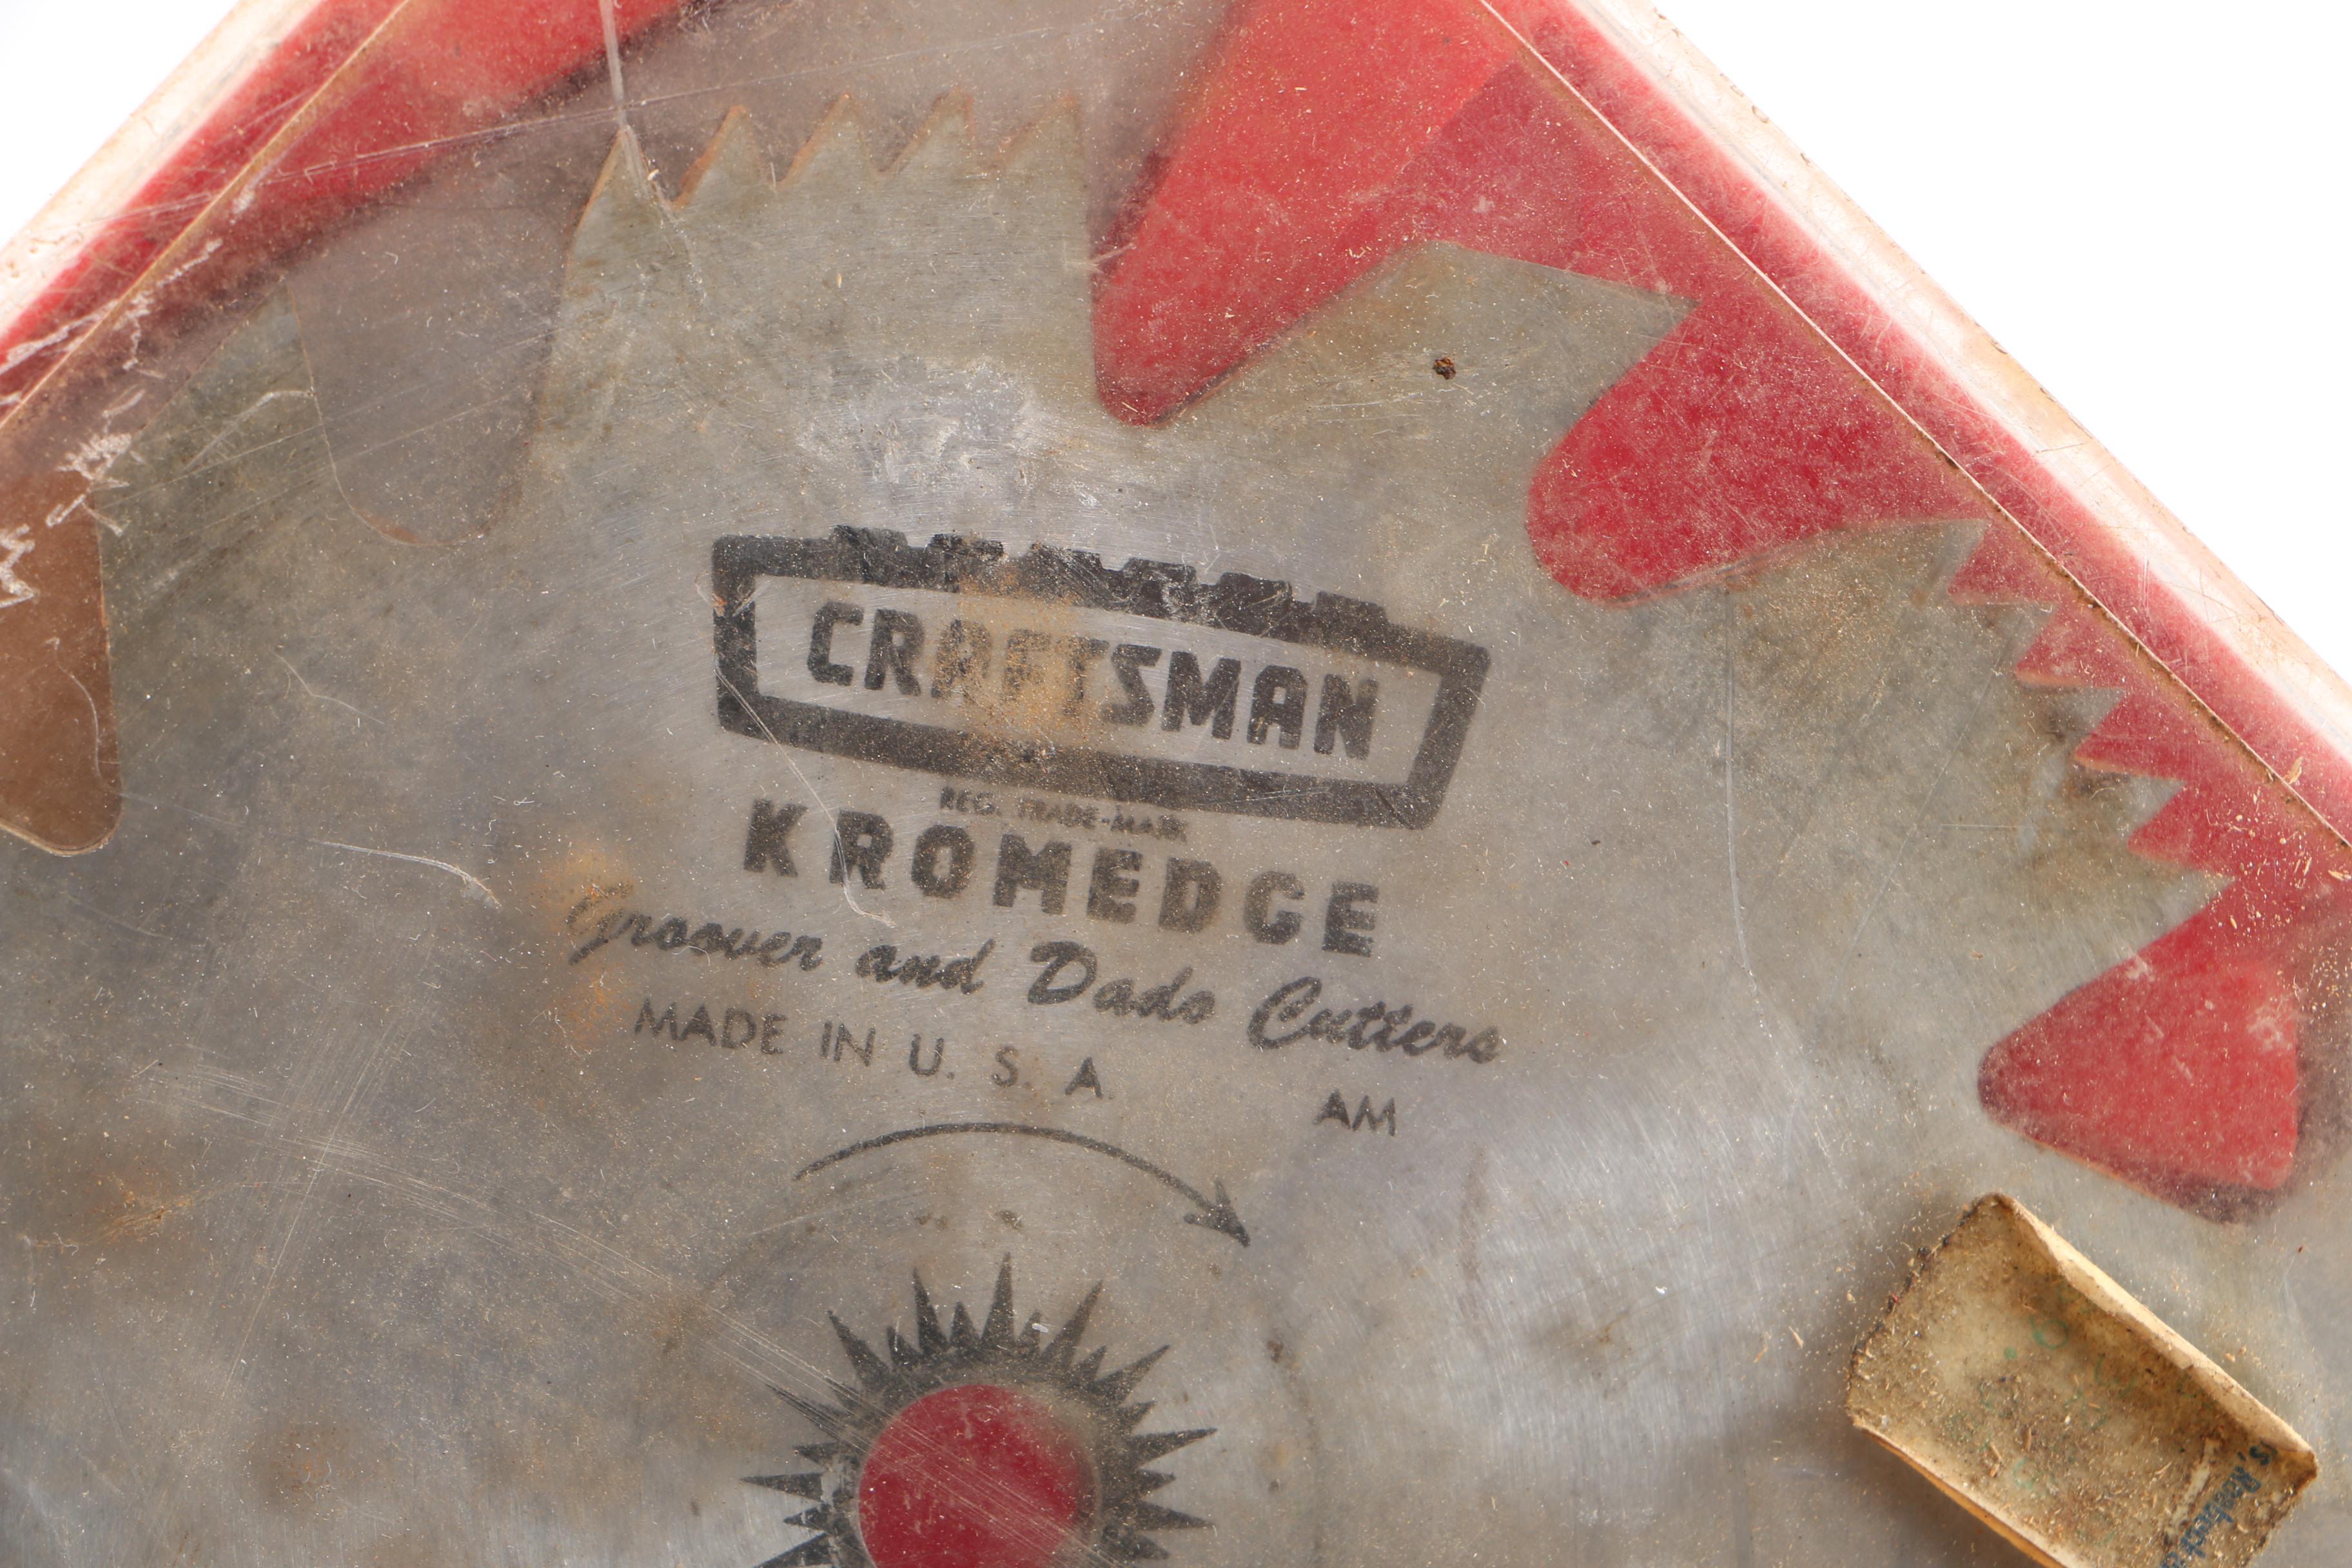 CRAFTSMAN
REG. TRADE-MARK
KROMEDGE
Groover and Dado Cutters
MADE IN U. S. A.
AM